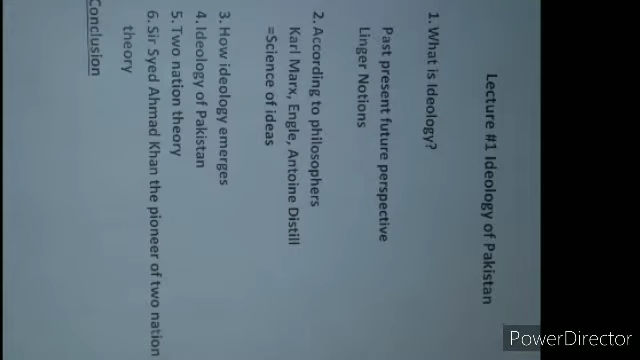 Lecture #1 Ideology of Pakistan
1. What is Ideology?
Past present future perspective
Linger Notions
2. According to philosophers
Karl Marx, Engle, Antoine Distill
=Science of ideas
3. How ideology emerges
4. Ideology of Pakistan
5. Two nation theory
6. Sir Syed Ahmad Khan the pioneer of two nation
theory
Conclusion
PowerDirector